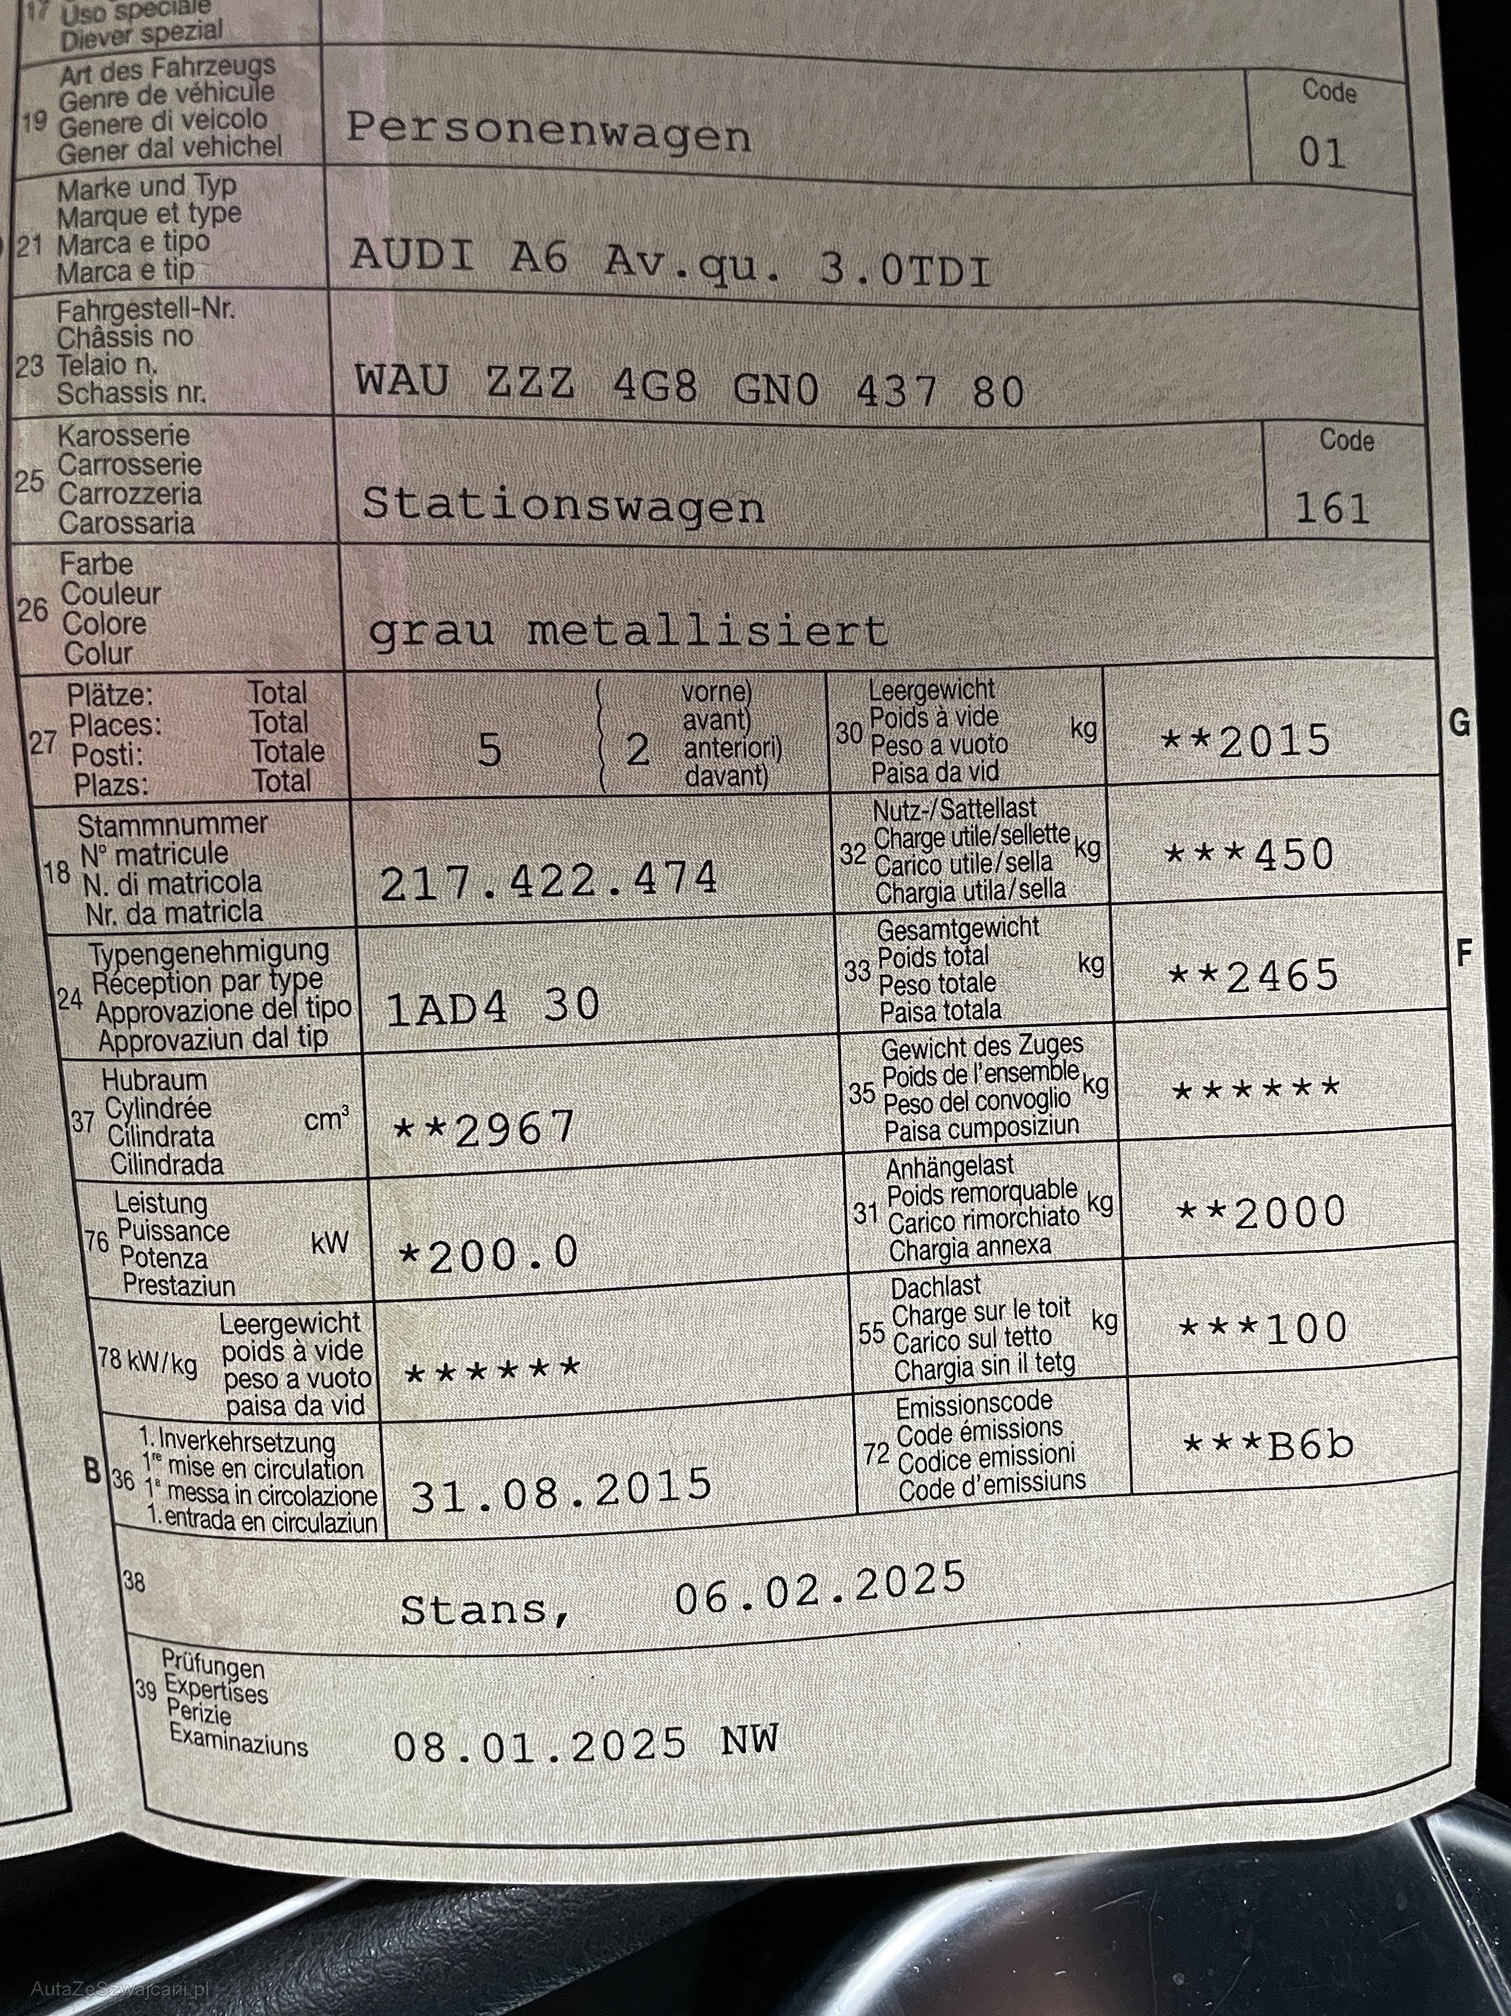 17 Uso speciale
Diever spezial
Art des Fahrzeugs
Genre de véhicule
19 Genere di veicolo
Gener dal vehichel
Personenwagen
Code
01
Marke und Typ
Marque et type
21 Marca e tipo
Marca e tip
AUDI A6 Av.qu. 3.0TDI
Fahrgestell-Nr.
Châssis no
23 Telaio n.
Schassis nr.
WAU ZZZ 4G8 GN0 437 80
Karosserie
Carrosserie
25 Carrozzeria
Carossaria
Stationswagen
Code
161
Farbe
Couleur
26 Colore
Colur
grau metallisiert
Plätze: Total
Places: Total
27 Posti: Totale
Plazs: Total
5 ( 2
vorne)
avant)
anteriori)
davant)
Leergewicht
30 Poids à vide kg
Peso a vuoto
Paisa da vid
**2015
G
Stammnummer
N° matricule
18 N. di matricola
Nr. da matricla
217.422.474
Nutz-/Sattellast
Charge utile/sellette
32 Carico utile/sella kg
Chargia utila/sella
***450
Typengenehmigung
Réception par type
24 Approvazione del tipo
Approvaziun dal tip
1AD4 30
Gesamtgewicht
33 Poids total kg
Peso totale
Paisa totala
**2465
F
Hubraum
37 Cylindrée cm³
Cilindrata
Cilindrada
**2967
Gewicht des Zuges
35 Poids de l'ensemble kg
Peso del convoglio
Paisa cumposiziun
******
Leistung
76 Puissance kW
Potenza
Prestaziun
*200.0
Anhängelast
31 Poids remorquable kg
Carico rimorchiato
Chargia annexa
**2000
Leergewicht
78 kW/kg poids à vide
peso a vuoto
paisa da vid
******
Dachlast
Charge sur le toit
55 Carico sul tetto kg
Chargia sin il tetg
***100
B
1. Inverkehrsetzung
36 1re mise en circulation
1a messa in circolazione
1. entrada en circulaziun
31.08.2015
Emissionscode
72 Code émissions
Codice emissioni
Code d'emissiuns
***B6b
38
Stans, 06.02.2025
Prüfungen
39 Expertises
Perizie
Examinaziuns
08.01.2025 NW
AutaZeSzwajcarii.pl